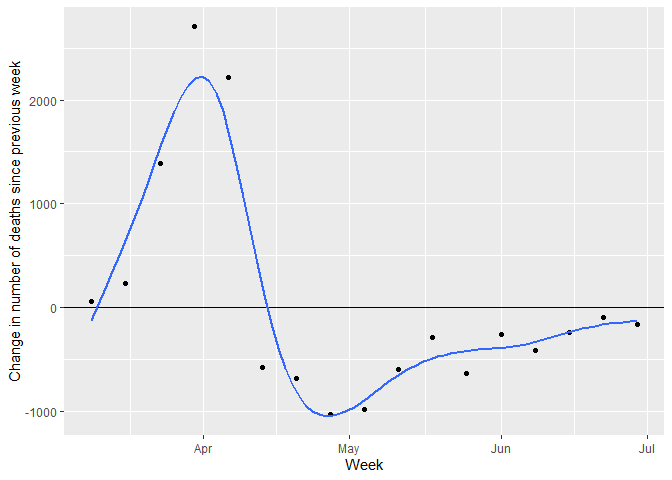 Change in number of deaths since previous week
2000
1000
0
-1000
Apr
May
Jun
Jul
Week